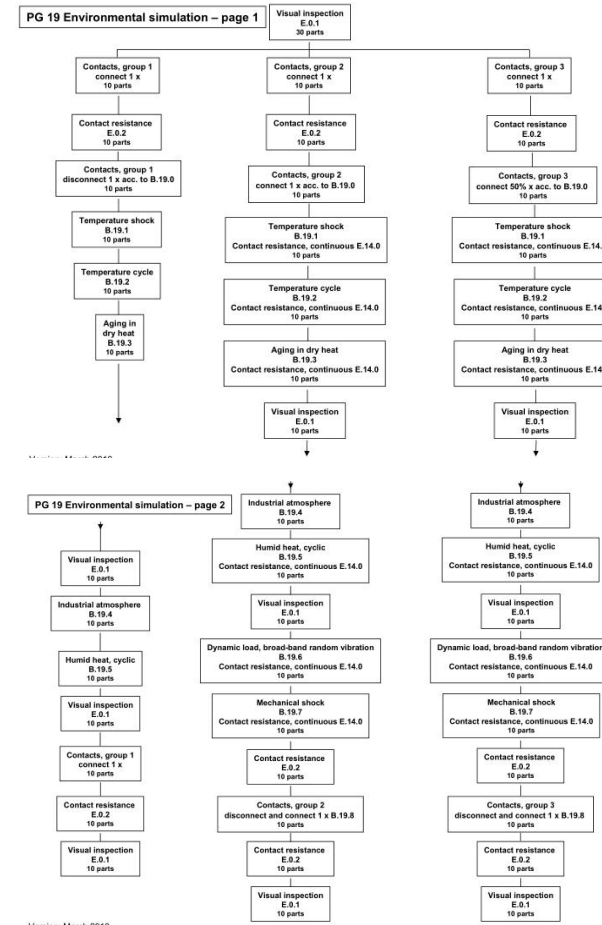 PG 19 Environmental simulation – page 1
Visual inspection
E.0.1
30 parts
Contacts, group 1
connect 1 x
10 parts
Contact resistance
E.0.2
10 parts
Contacts, group 1
disconnect 1 x acc. to B.19.0
10 parts
Temperature shock
B.19.1
10 parts
Temperature cycle
B.19.2
10 parts
Aging in
dry heat
B.19.3
10 parts
Contacts, group 2
connect 1 x
10 parts
Contact resistance
E.0.2
10 parts
Contacts, group 2
connect 1 x acc. to B.19.0
10 parts
Temperature shock
B.19.1
Contact resistance, continuous E.14.0
10 parts
Temperature cycle
B.19.2
Contact resistance, continuous E.14.0
10 parts
Aging in dry heat
B.19.3
Contact resistance, continuous E.14.0
10 parts
Visual inspection
E.0.1
10 parts
Contacts, group 3
connect 1 x
10 parts
Contact resistance
E.0.2
10 parts
Contacts, group 3
connect 50% x acc. to B.19.0
10 parts
Temperature shock
B.19.1
Contact resistance, continuous E.14.
10 parts
Temperature cycle
B.19.2
Contact resistance, continuous E.14
10 parts
Aging in dry heat
B.19.3
Contact resistance, continuous E.14
10 parts
Visual inspection
E.0.1
10 parts
PG 19 Environmental simulation – page 2
Visual inspection
E.0.1
10 parts
Industrial atmosphere
B.19.4
10 parts
Humid heat, cyclic
B.19.5
10 parts
Visual inspection
E.0.1
10 parts
Contacts, group 1
connect 1 x
10 parts
Contact resistance
E.0.2
10 parts
Visual inspection
E.0.1
10 parts
Industrial atmosphere
B.19.4
10 parts
Humid heat, cyclic
B.19.5
Contact resistance, continuous E.14.0
10 parts
Visual inspection
E.0.1
10 parts
Dynamic load, broad-band random vibration
B.19.6
Contact resistance, continuous E.14.0
10 parts
Mechanical shock
B.19.7
Contact resistance, continuous E.14.0
10 parts
Contact resistance
E.0.2
10 parts
Contacts, group 2
disconnect and connect 1 x B.19.8
10 parts
Contact resistance
E.0.2
10 parts
Visual inspection
E.0.1
10 parts
Industrial atmosphere
B.19.4
10 parts
Humid heat, cyclic
B.19.5
Contact resistance, continuous E.14.0
10 parts
Visual inspection
E.0.1
10 parts
Dynamic load, broad-band random vibration
B.19.6
Contact resistance, continuous E.14.0
10 parts
Mechanical shock
B.19.7
Contact resistance, continuous E.14.0
10 parts
Contact resistance
E.0.2
10 parts
Contacts, group 3
disconnect and connect 1 x B.19.8
10 parts
Contact resistance
E.0.2
10 parts
Visual inspection
E.0.1
10 parts